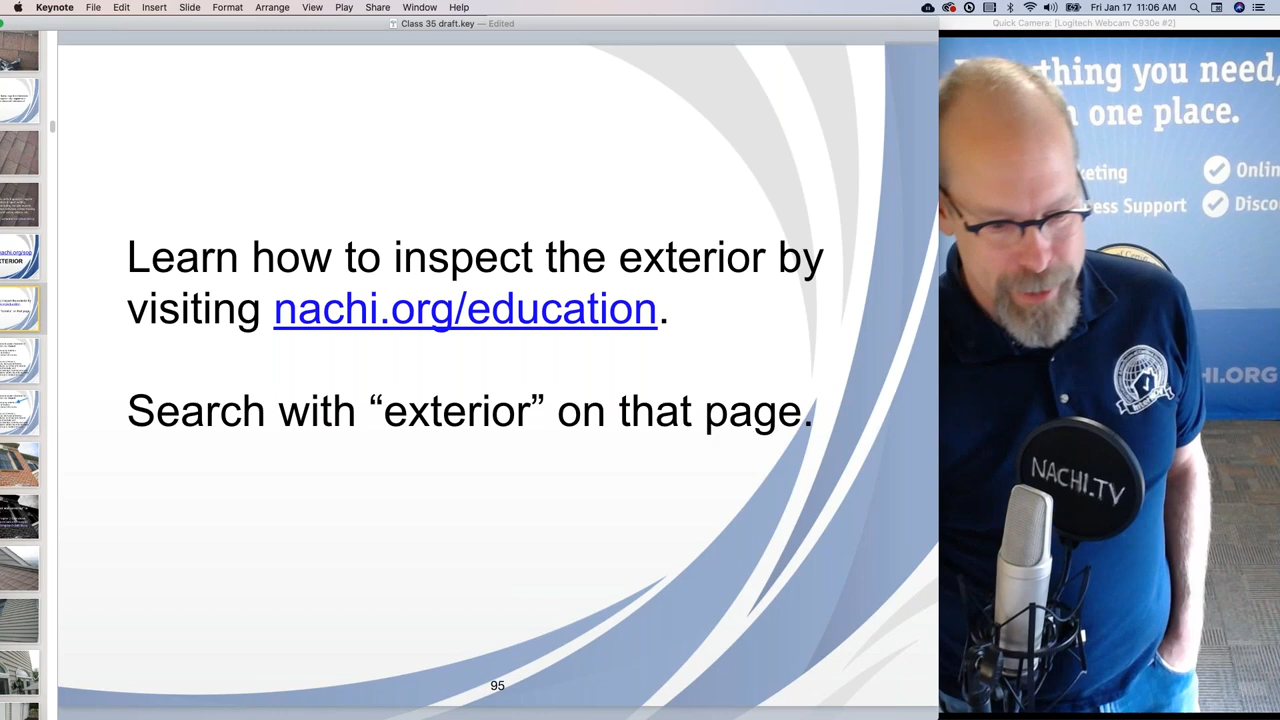 Keynote File Edit Insert Slide Format Arrange View Play Share Window Help Fri Jan 17 11:06 AM
Class 35 draft.key — Edited
Quick Camera: [Logitech Webcam C930e #2]
thing you need,
one place.
keting
Onlin
ess Support
Disco
HI.ORG
NACHI.TV
Learn how to inspect the exterior by
visiting nachi.org/education.
Search with “exterior” on that page.
95